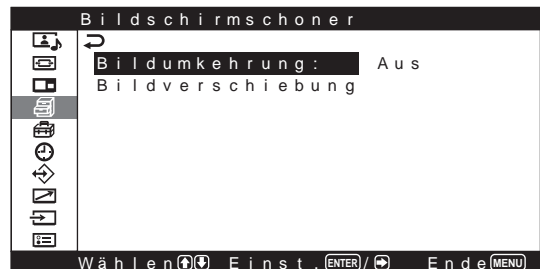 Bildschirmschoner
Bildumkehrung: Aus
Bildverschiebung
Wählen Einst. ENTER / Ende MENU